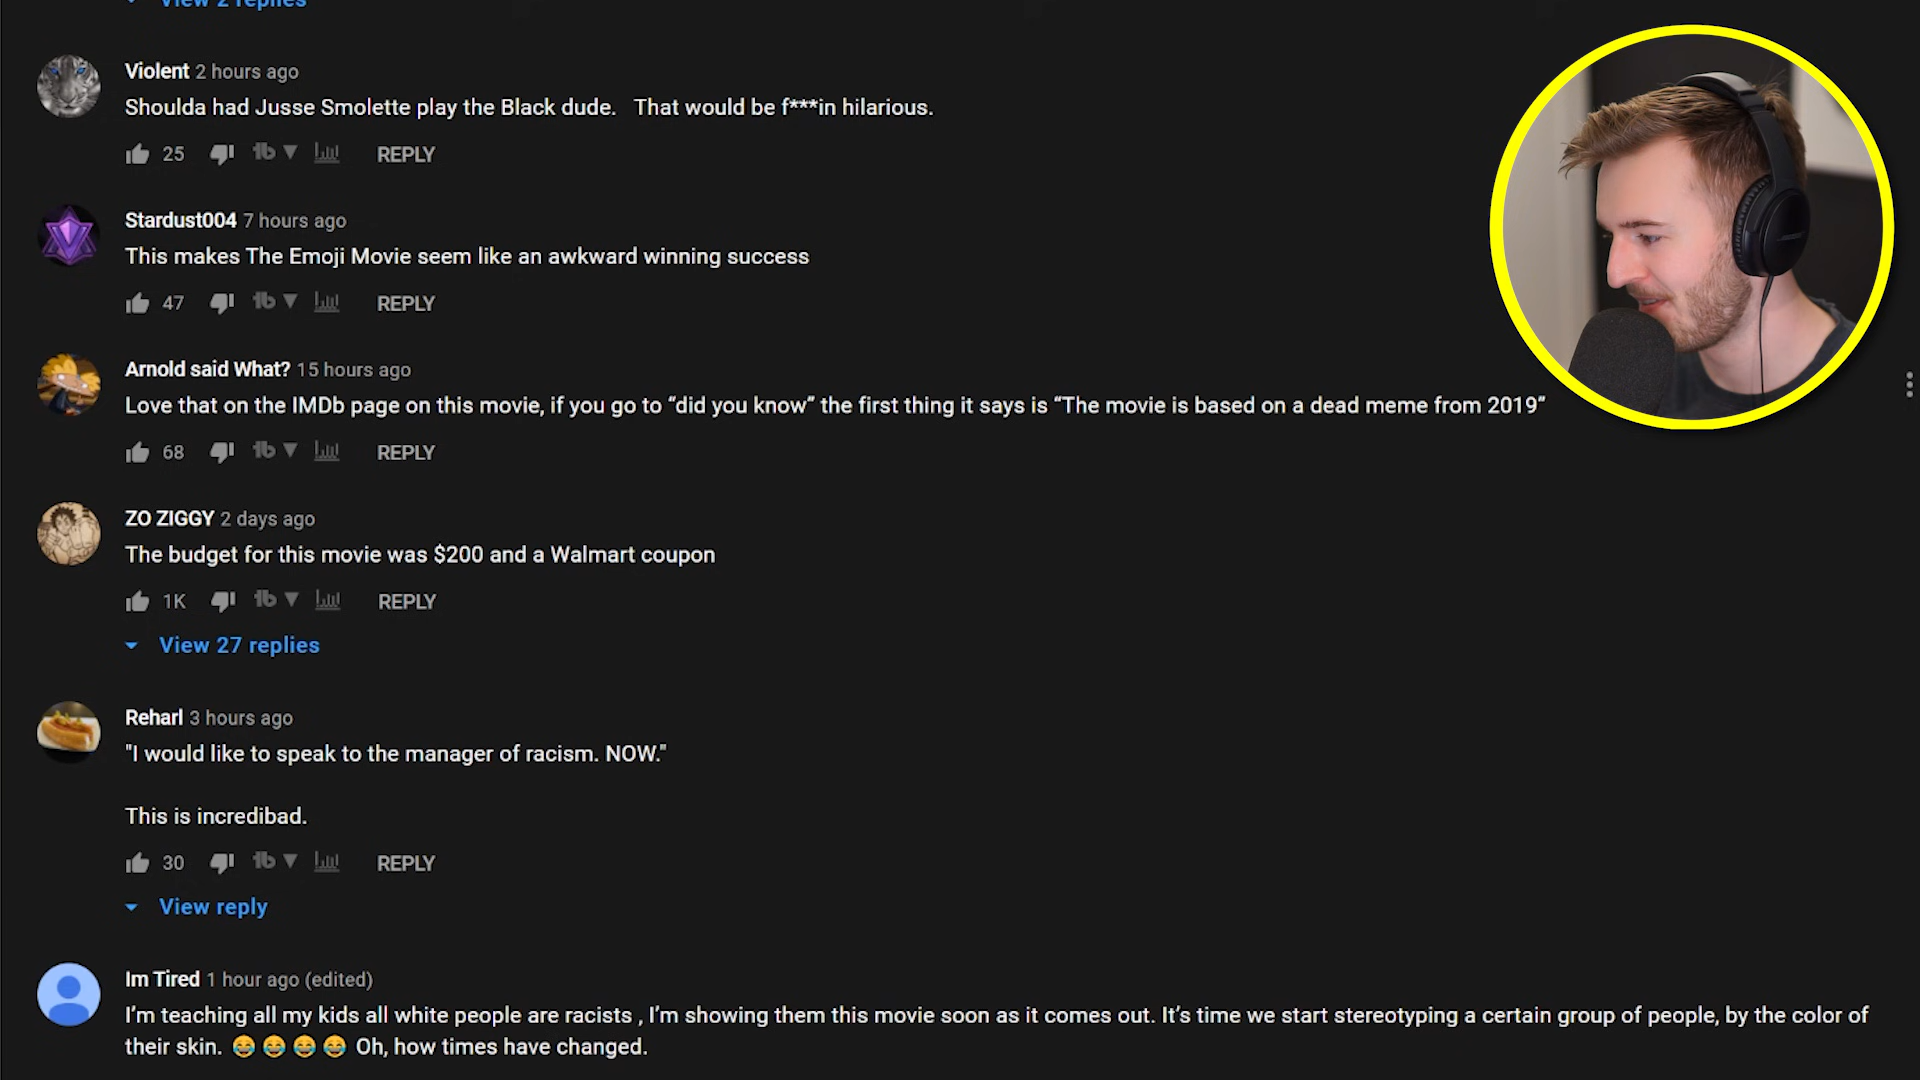 View 2 replies
Violent 2 hours ago
Shoulda had Jusse Smolette play the Black dude. That would be f***in hilarious.
25 REPLY
Stardust004 7 hours ago
This makes The Emoji Movie seem like an awkward winning success
47 REPLY
Arnold said What? 15 hours ago
Love that on the IMDb page on this movie, if you go to “did you know” the first thing it says is “The movie is based on a dead meme from 2019”
68 REPLY
ZO ZIGGY 2 days ago
The budget for this movie was $200 and a Walmart coupon
1K REPLY
View 27 replies
Reharl 3 hours ago
"I would like to speak to the manager of racism. NOW."
This is incredibad.
30 REPLY
View reply
Im Tired 1 hour ago (edited)
I’m teaching all my kids all white people are racists , I’m showing them this movie soon as it comes out. It’s time we start stereotyping a certain group of people, by the color of
their skin. 😂 😂 😂 😂 Oh, how times have changed.